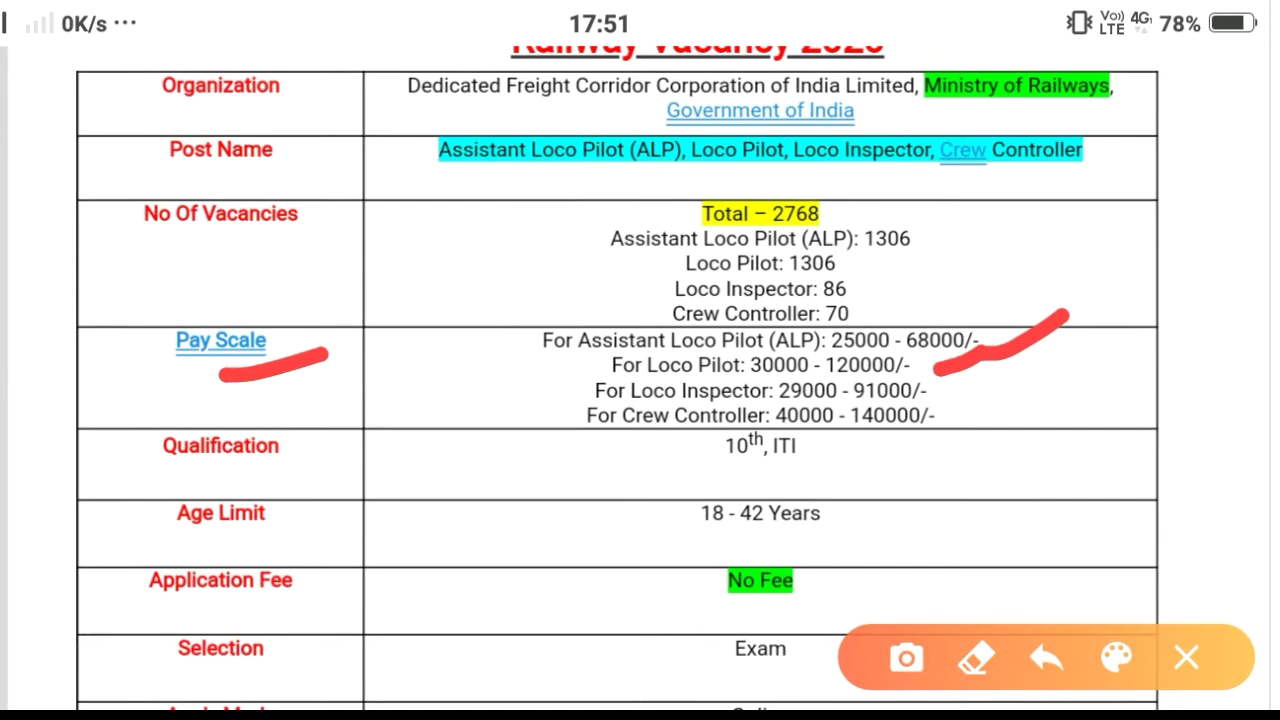 0K/s ...
17:51
Vo)) LTE 4G 78%
Railway Vacancy 2020
Organization
Dedicated Freight Corridor Corporation of India Limited, Ministry of Railways,
Government of India
Post Name
Assistant Loco Pilot (ALP), Loco Pilot, Loco Inspector, Crew Controller
No Of Vacancies
Total – 2768
Assistant Loco Pilot (ALP): 1306
Loco Pilot: 1306
Loco Inspector: 86
Crew Controller: 70
Pay Scale
For Assistant Loco Pilot (ALP): 25000 - 68000/-
For Loco Pilot: 30000 - 120000/-
For Loco Inspector: 29000 - 91000/-
For Crew Controller: 40000 - 140000/-
Qualification
10th, ITI
Age Limit
18 - 42 Years
Application Fee
No Fee
Selection
Exam